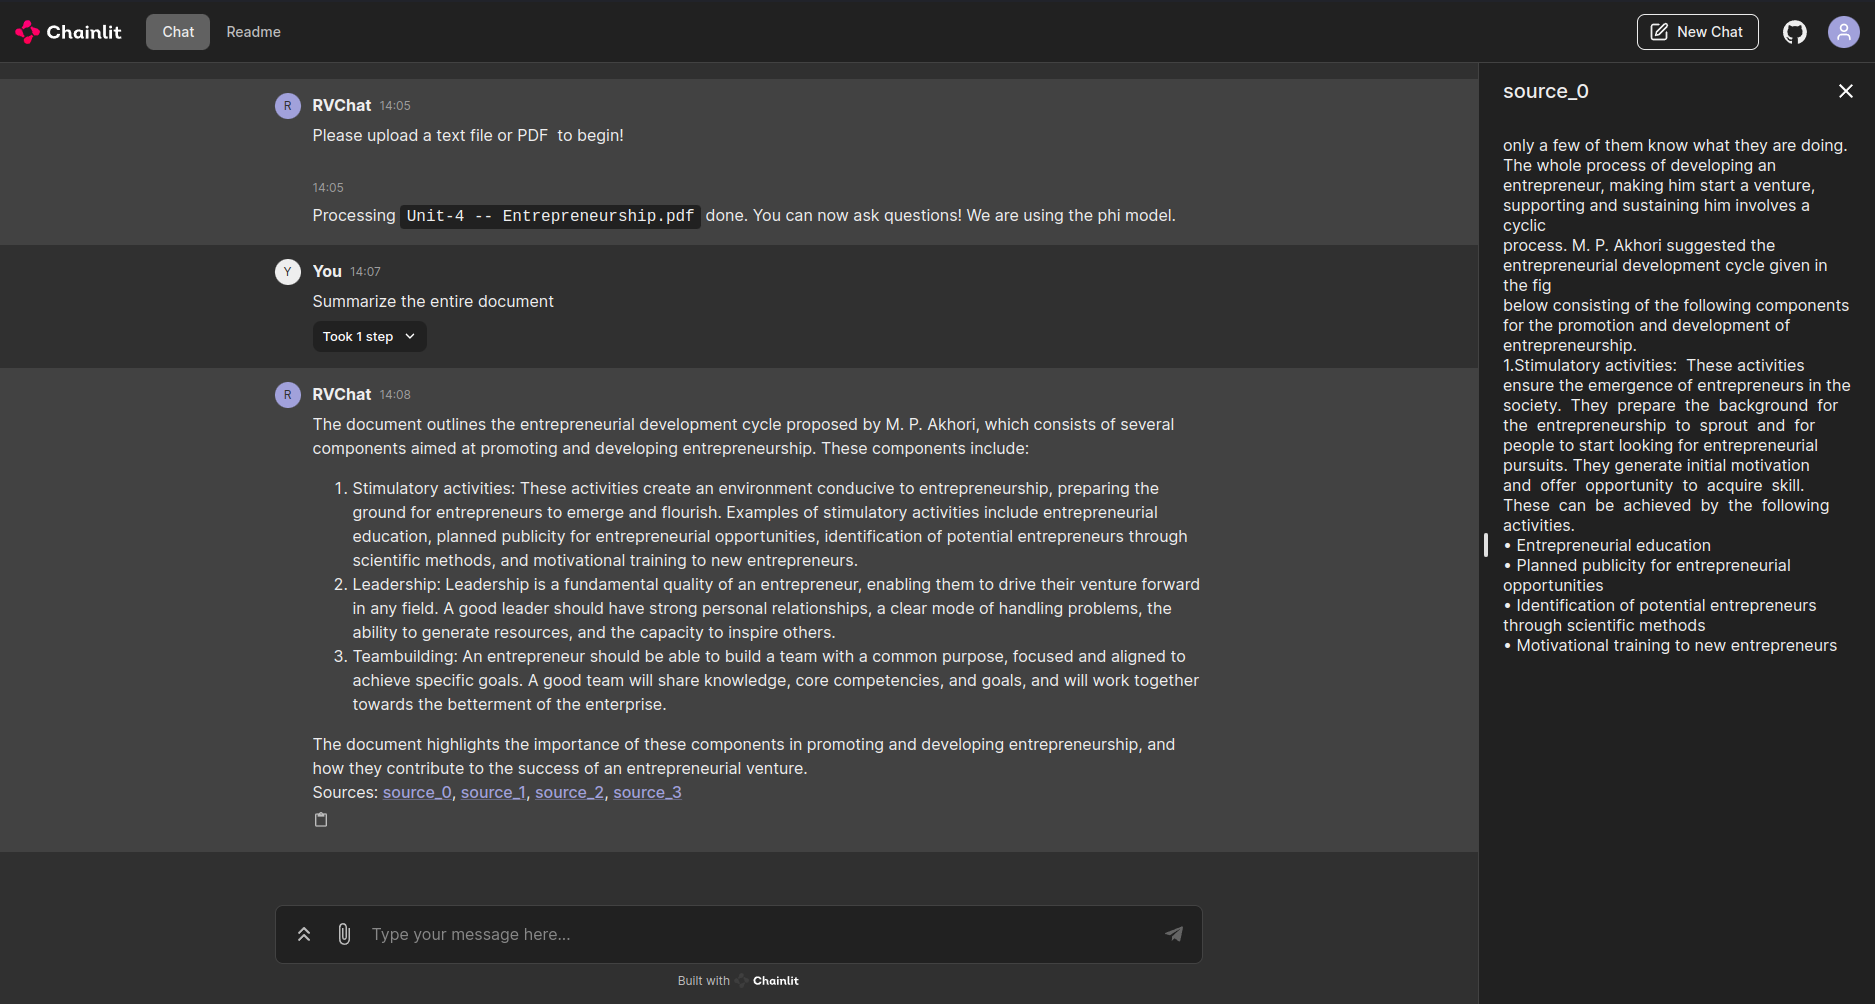 Chainlit
Chat
Readme
New Chat
R
RVChat 14:05
Please upload a text file or PDF  to begin!
14:05
Processing Unit-4 -- Entrepreneurship.pdf done. You can now ask questions! We are using the phi model.
Y
You 14:07
Summarize the entire document
Took 1 step
R
RVChat 14:08
The document outlines the entrepreneurial development cycle proposed by M. P. Akhori, which consists of several
components aimed at promoting and developing entrepreneurship. These components include:
1. Stimulatory activities: These activities create an environment conducive to entrepreneurship, preparing the
ground for entrepreneurs to emerge and flourish. Examples of stimulatory activities include entrepreneurial
education, planned publicity for entrepreneurial opportunities, identification of potential entrepreneurs through
scientific methods, and motivational training to new entrepreneurs.
2. Leadership: Leadership is a fundamental quality of an entrepreneur, enabling them to drive their venture forward
in any field. A good leader should have strong personal relationships, a clear mode of handling problems, the
ability to generate resources, and the capacity to inspire others.
3. Teambuilding: An entrepreneur should be able to build a team with a common purpose, focused and aligned to
achieve specific goals. A good team will share knowledge, core competencies, and goals, and will work together
towards the betterment of the enterprise.
The document highlights the importance of these components in promoting and developing entrepreneurship, and
how they contribute to the success of an entrepreneurial venture.
Sources: source_0, source_1, source_2, source_3
Type your message here...
Built with Chainlit
source_0
only a few of them know what they are doing.
The whole process of developing an
entrepreneur, making him start a venture,
supporting and sustaining him involves a
cyclic
process. M. P. Akhori suggested the
entrepreneurial development cycle given in
the fig
below consisting of the following components
for the promotion and development of
entrepreneurship.
1.Stimulatory activities:  These activities
ensure the emergence of entrepreneurs in the
society.  They  prepare  the  background  for
the  entrepreneurship  to  sprout  and  for
people to start looking for entrepreneurial
pursuits. They generate initial motivation
and  offer  opportunity  to  acquire  skill.
These  can  be  achieved  by  the  following
activities.
• Entrepreneurial education
• Planned publicity for entrepreneurial
opportunities
• Identification of potential entrepreneurs
through scientific methods
• Motivational training to new entrepreneurs